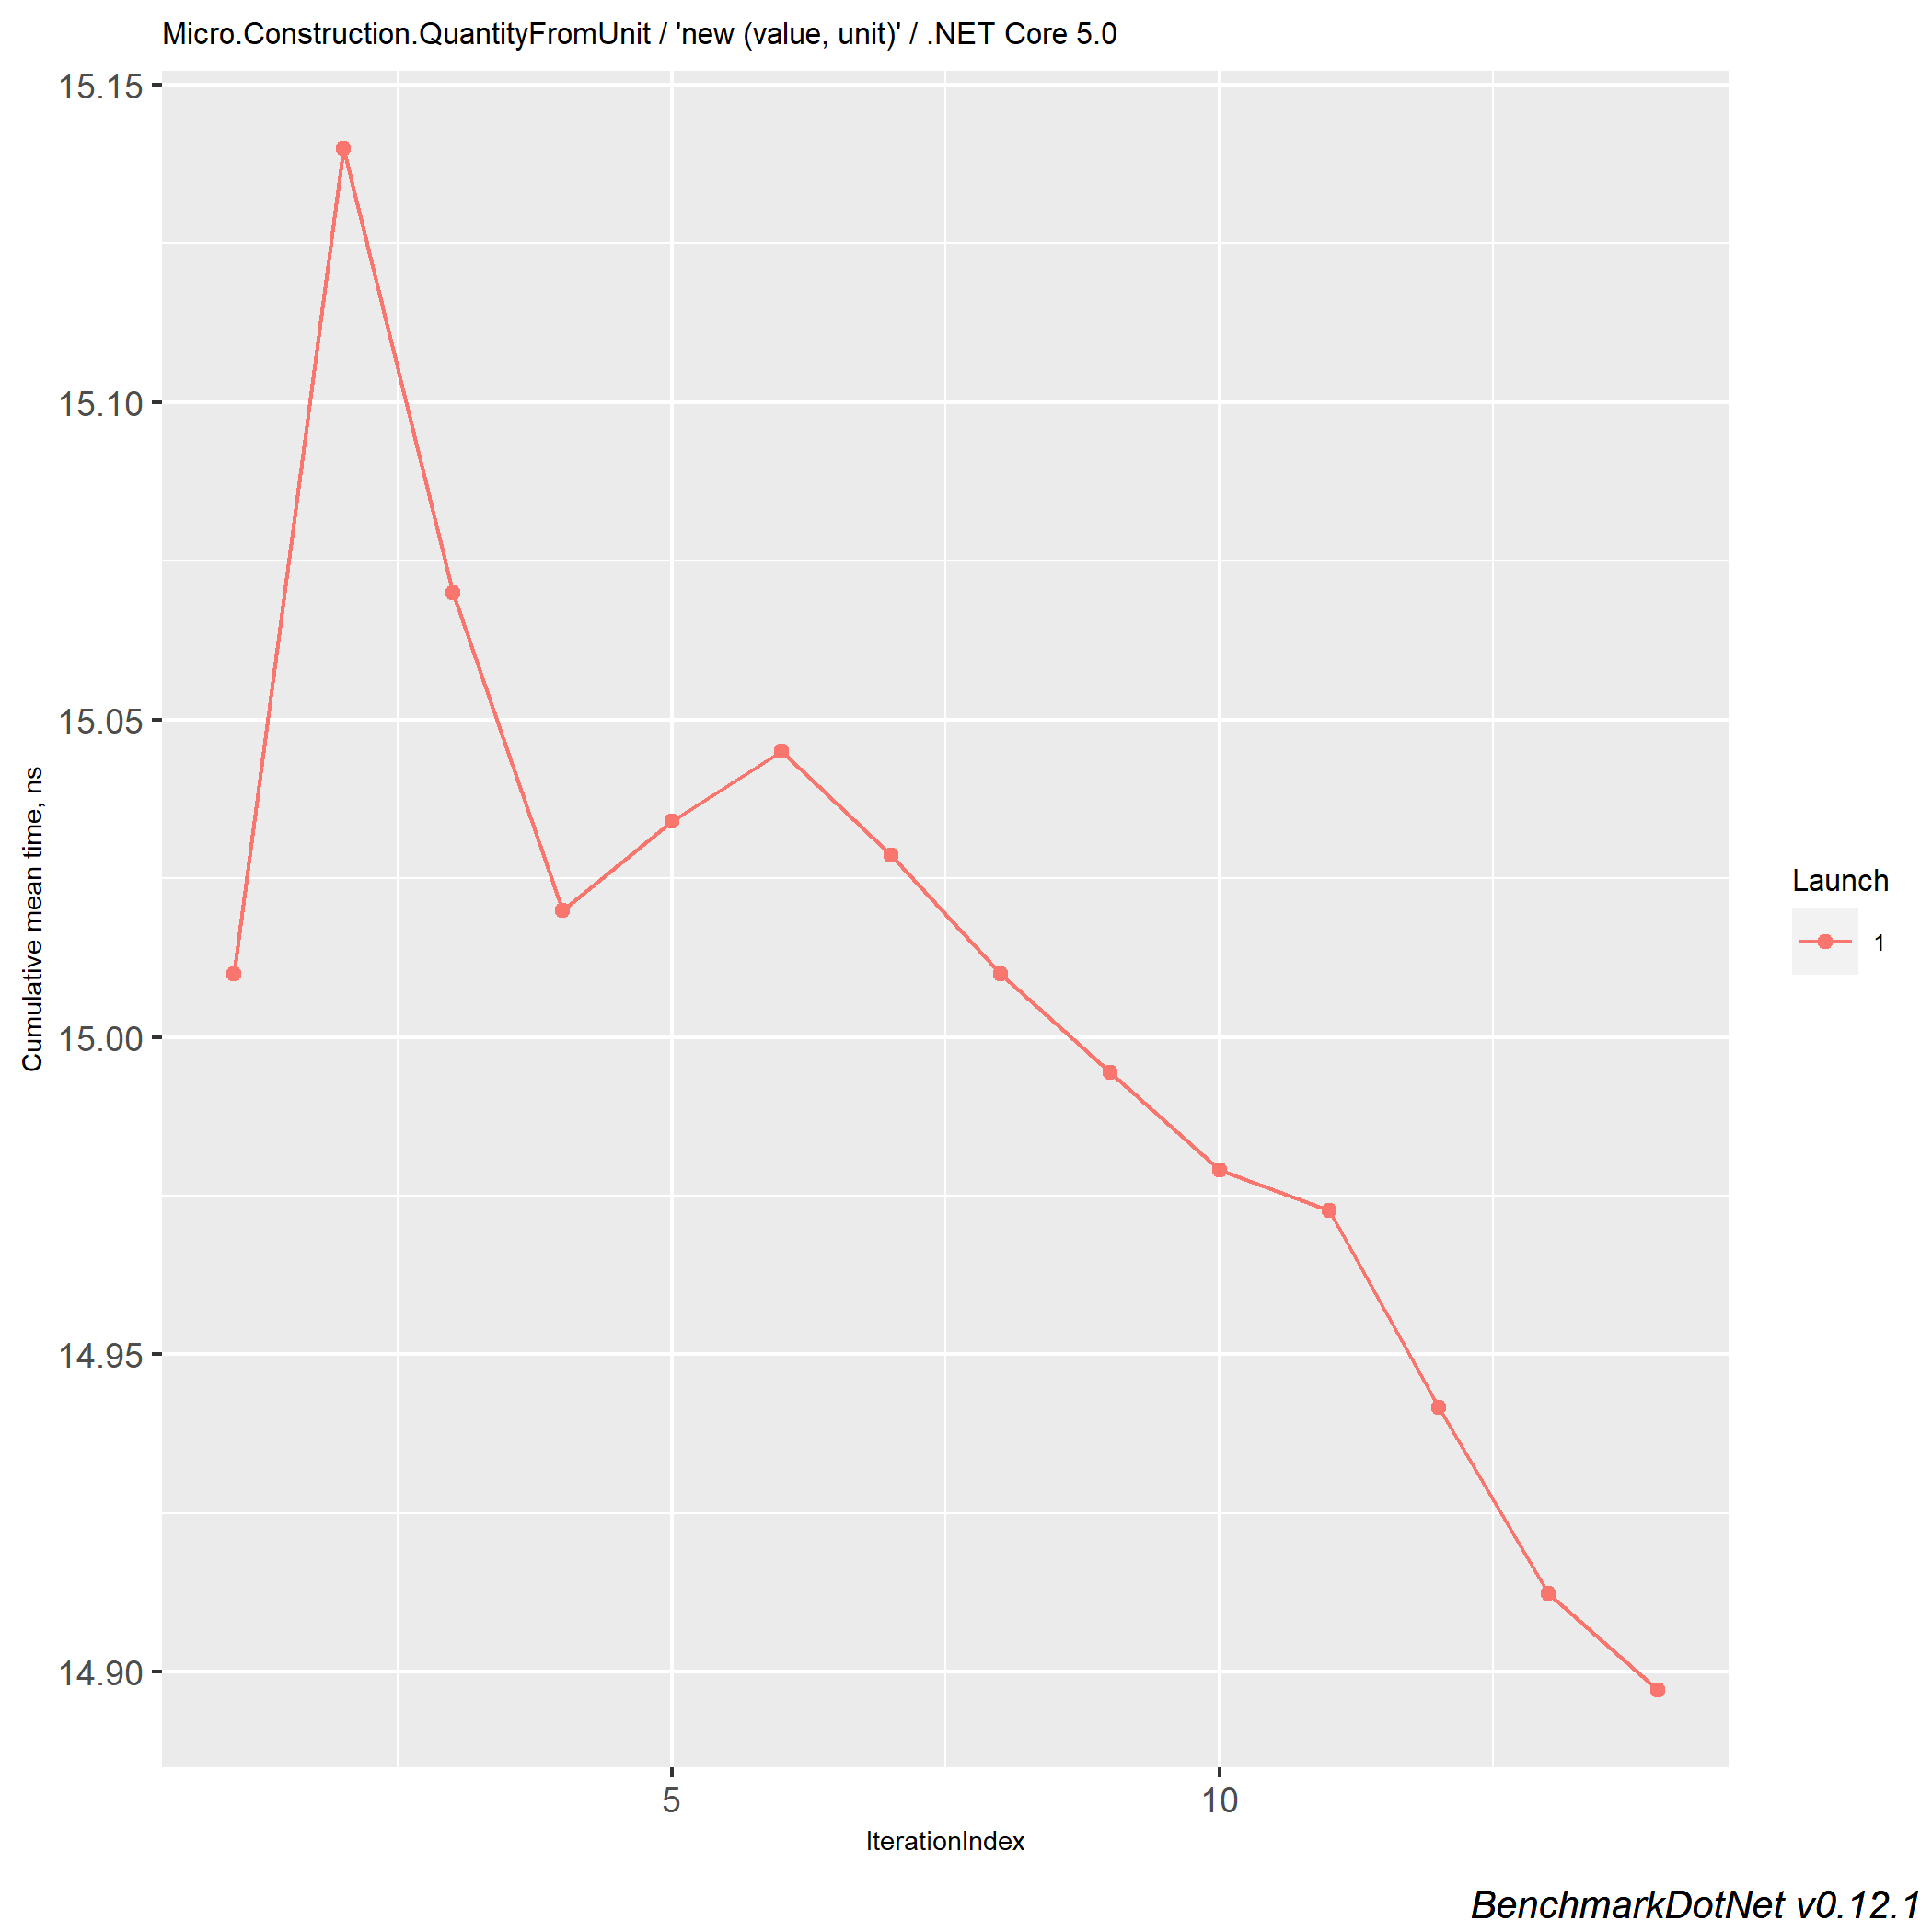 Micro.Construction.QuantityFromUnit / 'new (value, unit)' / .NET Core 5.0
15.15
15.10
15.05
15.00
14.95
14.90
Cumulative mean time, ns
5
10
IterationIndex
Launch
1
BenchmarkDotNet v0.12.1